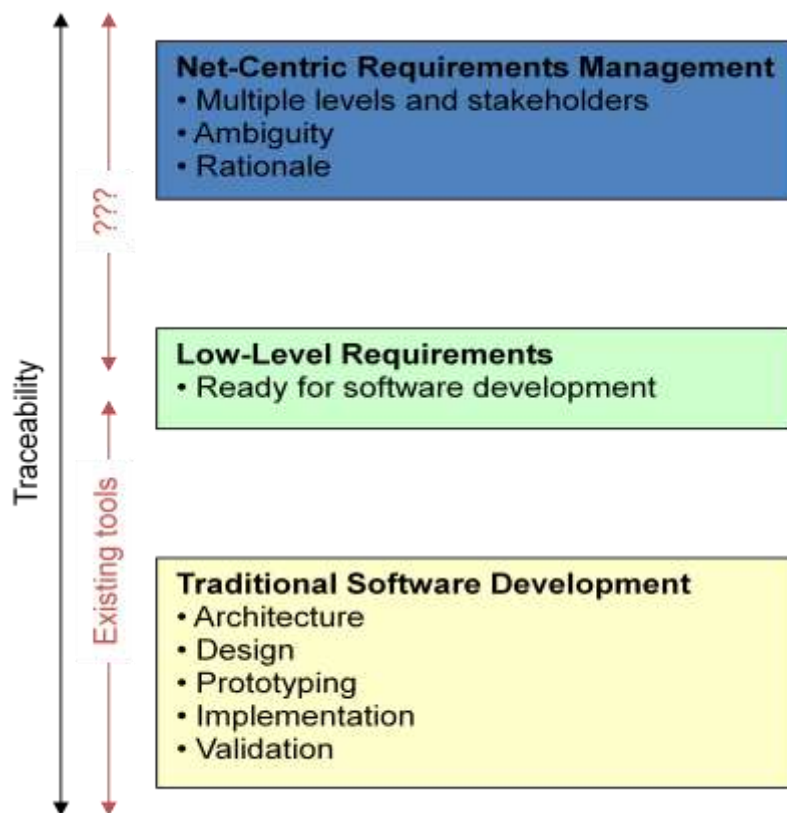 Traceability
???
Existing tools
Net-Centric Requirements Management
• Multiple levels and stakeholders
• Ambiguity
• Rationale
Low-Level Requirements
• Ready for software development
Traditional Software Development
• Architecture
• Design
• Prototyping
• Implementation
• Validation